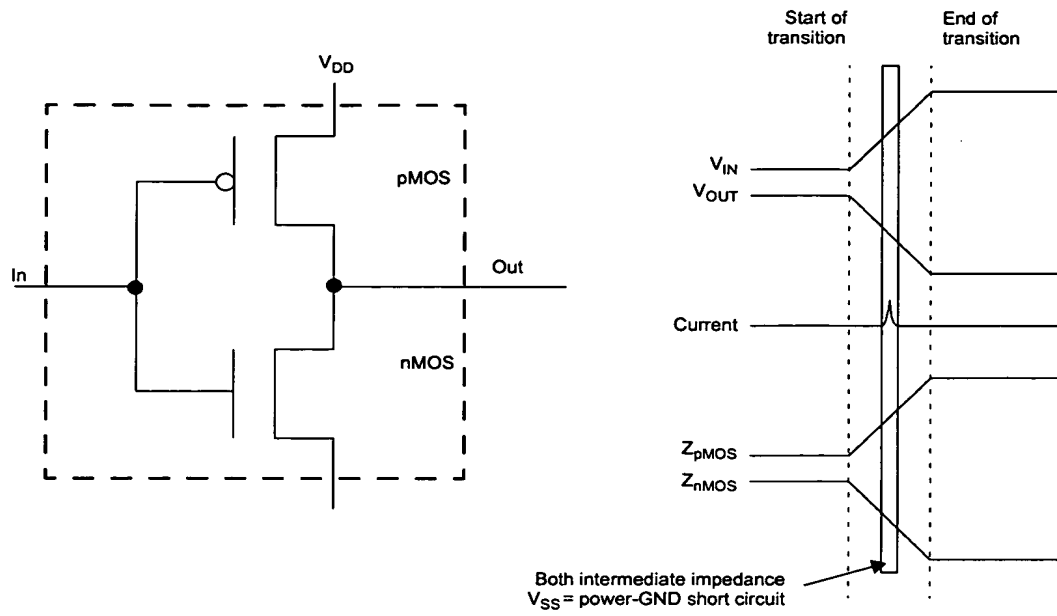 V_DD
pMOS
In
Out
nMOS
Start of
transition
End of
transition
V_IN
V_OUT
Current
Z_pMOS
Z_nMOS
Both intermediate impedance
V_SS = power-GND short circuit